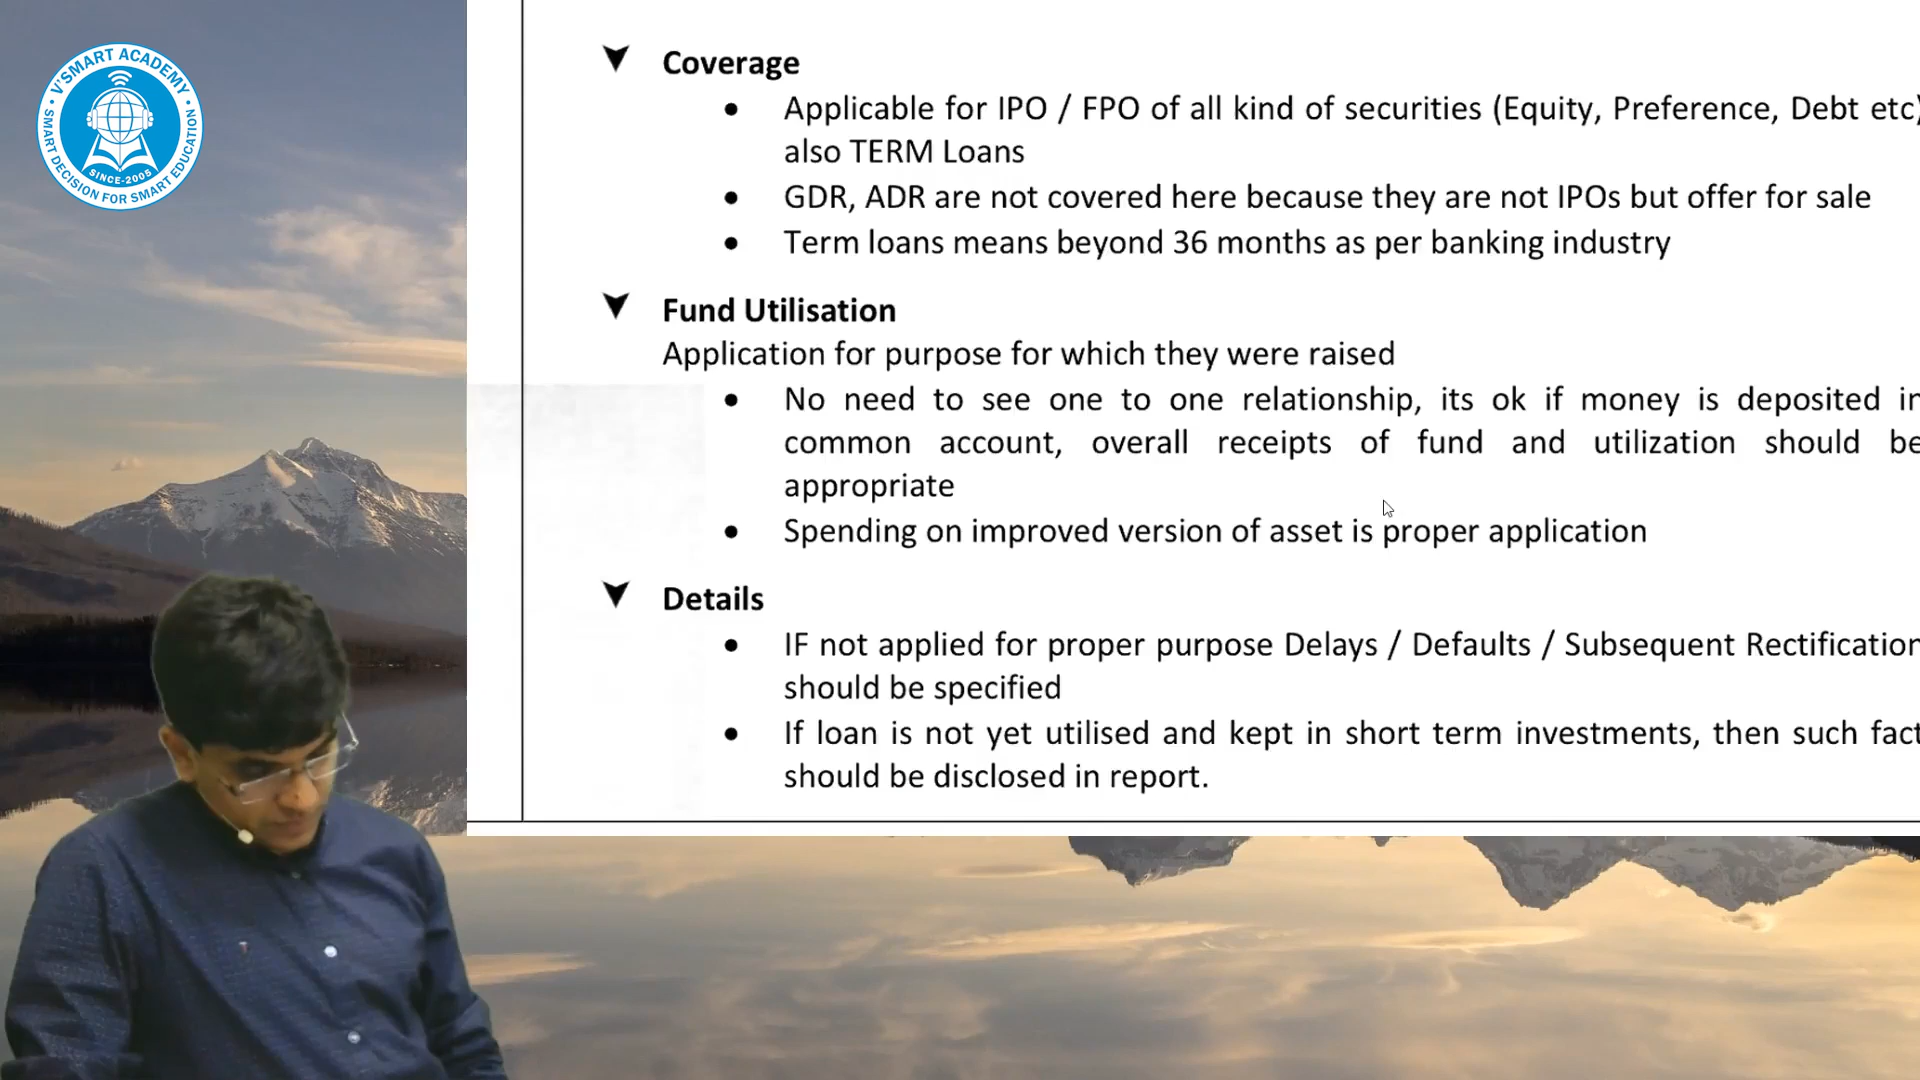 V'SMART ACADEMY
SMART DECISION FOR SMART EDUCATION
SINCE-2005
Coverage
Applicable for IPO / FPO of all kind of securities (Equity, Preference, Debt etc)
also TERM Loans
GDR, ADR are not covered here because they are not IPOs but offer for sale
Term loans means beyond 36 months as per banking industry
Fund Utilisation
Application for purpose for which they were raised
No need to see one to one relationship, its ok if money is deposited in
common account, overall receipts of fund and utilization should be
appropriate
Spending on improved version of asset is proper application
Details
IF not applied for proper purpose Delays / Defaults / Subsequent Rectification
should be specified
If loan is not yet utilised and kept in short term investments, then such fact
should be disclosed in report.